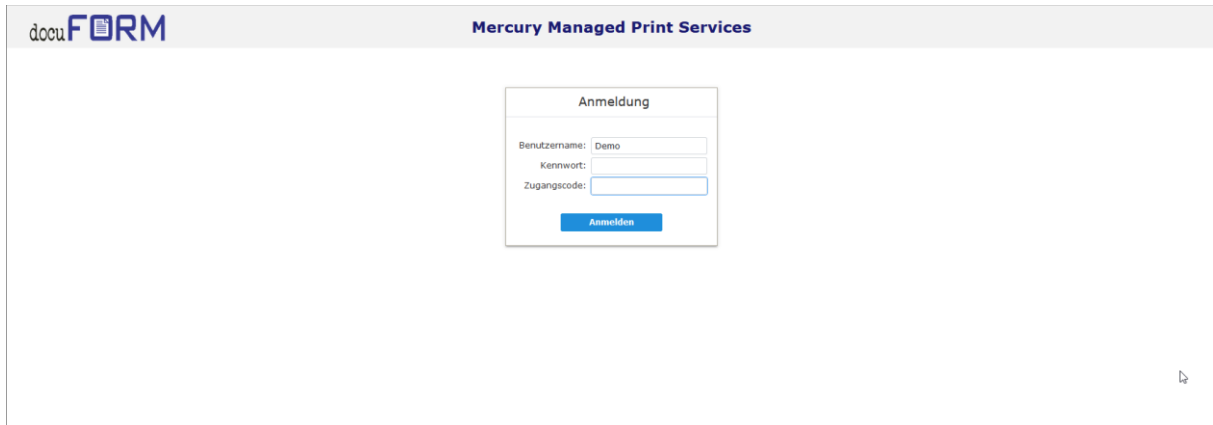 docuFORM
Mercury Managed Print Services
Anmeldung
Benutzername: Demo
Kennwort:
Zugangscode:
Anmelden